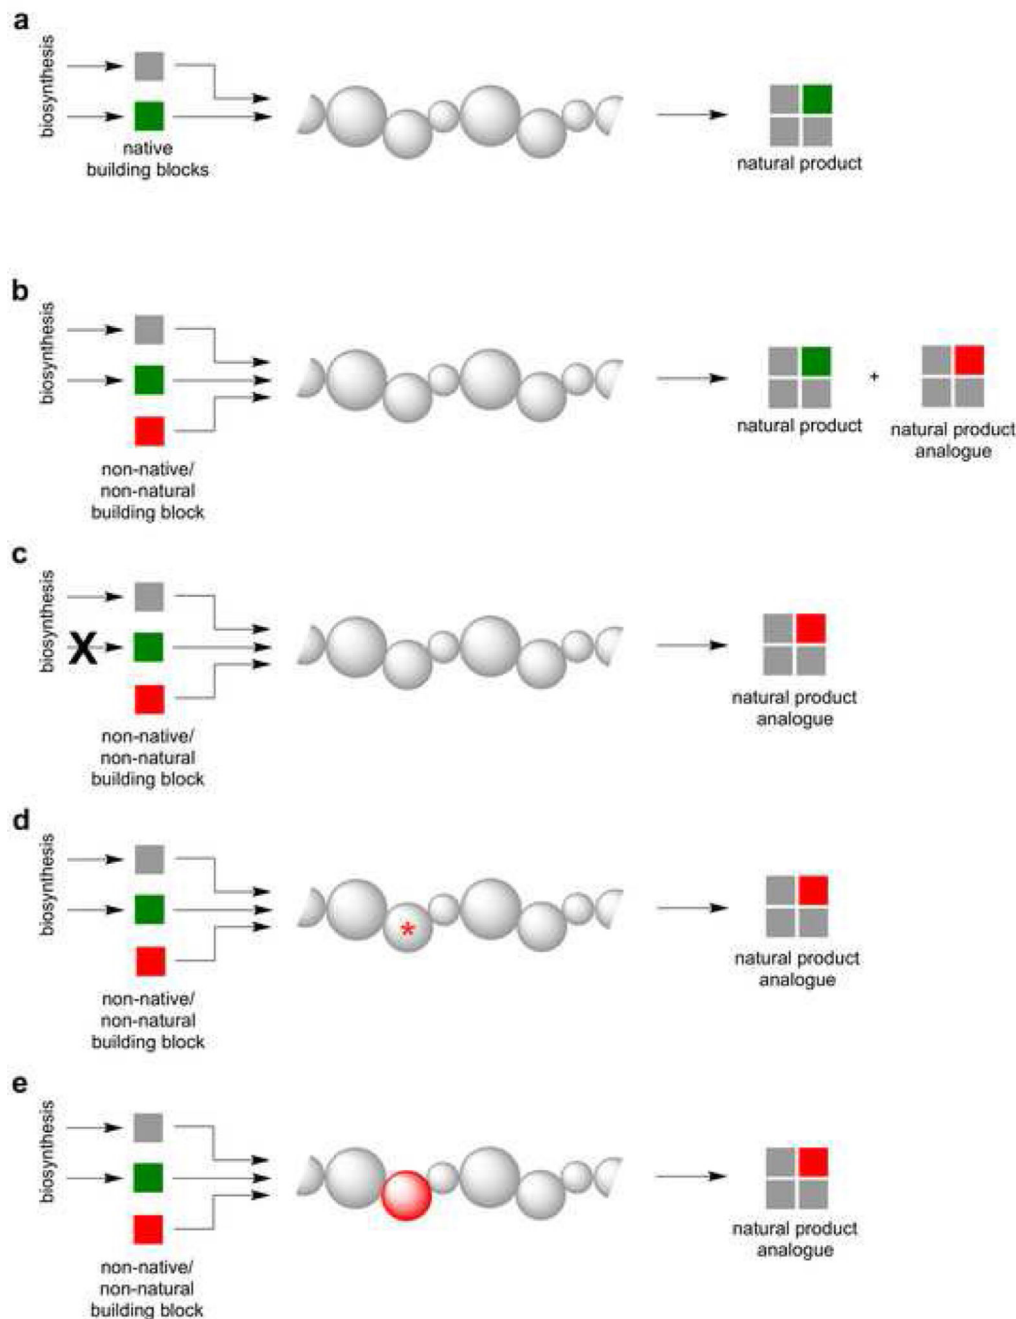 a
biosynthesis
native
building blocks
natural product
b
biosynthesis
non-native/
non-natural
building block
natural product
+
natural product
analogue
c
biosynthesis
X
non-native/
non-natural
building block
natural product
analogue
d
biosynthesis
*
non-native/
non-natural
building block
natural product
analogue
e
biosynthesis
non-native/
non-natural
building block
natural product
analogue